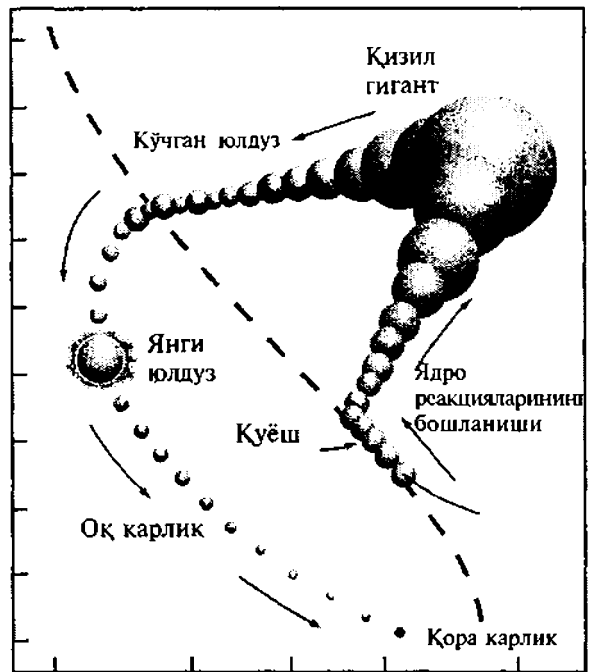 Қизил
гигант
Кўчган юлдуз
Янги
юлдуз
Ядро
реакцияларининг
бошланиши
Қуёш
Оқ карлик
Қора карлик